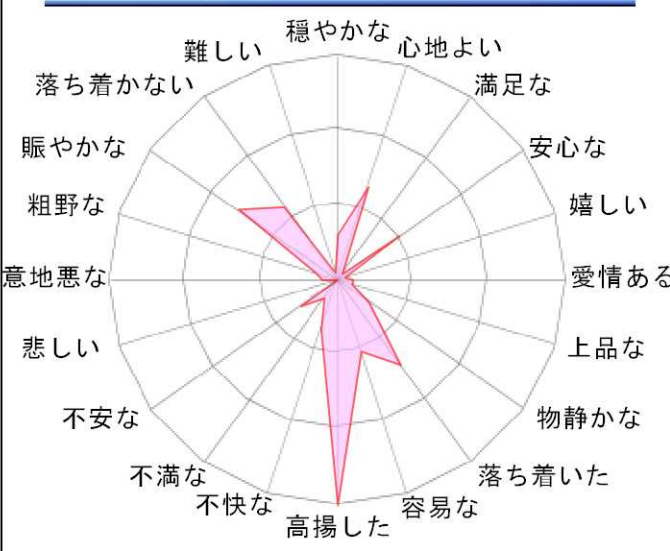 穏やかな
心地よい
満足な
安心な
嬉しい
愛情ある
上品な
物静かな
落ち着いた
容易な
高揚した
不快な
不満な
不安な
悲しい
意地悪な
粗野な
賑やかな
落ち着かない
難しい